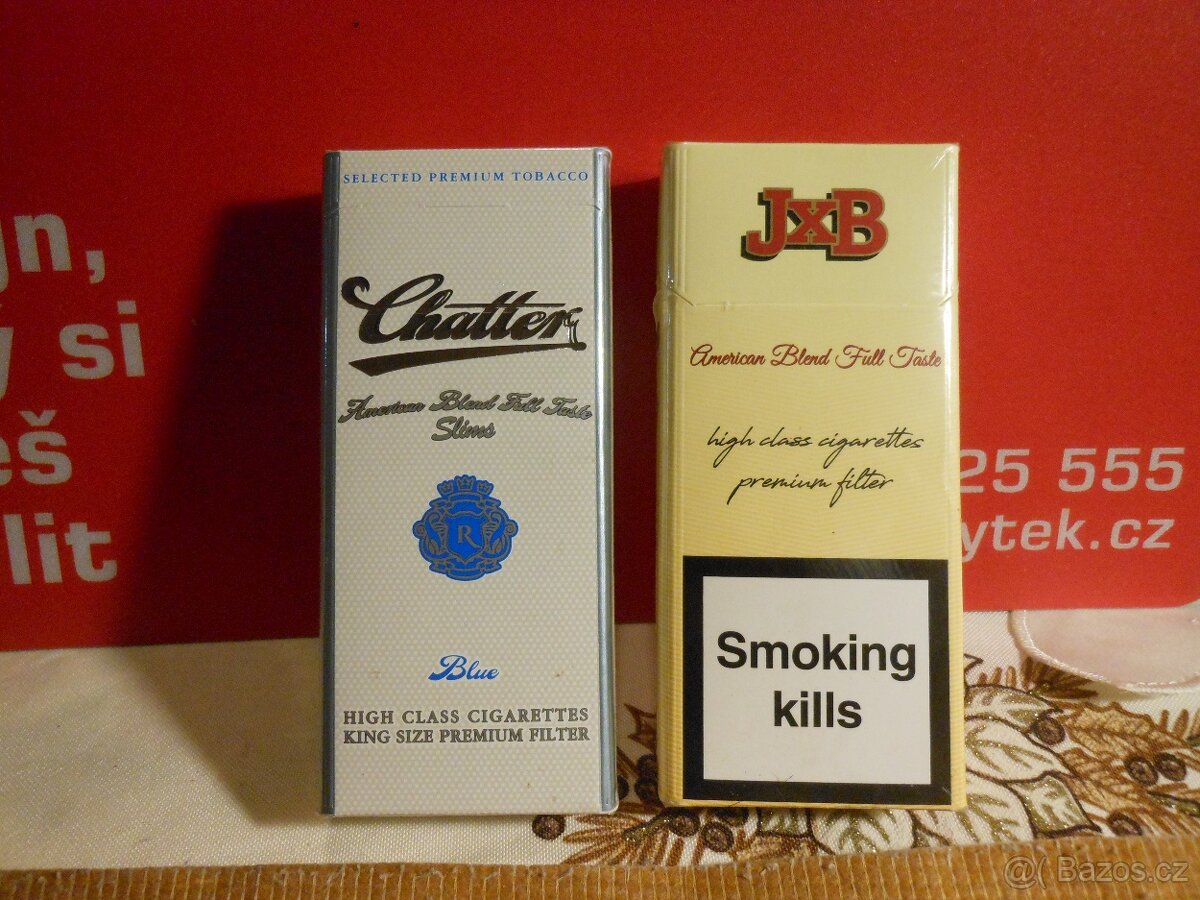 SELECTED PREMIUM TOBACCO
Chatter
American Blend Full Taste
Slims
R
Blue
HIGH CLASS CIGARETTES
KING SIZE PREMIUM FILTER
JxB
American Blend Full Taste
high class cigarettes
premium filter
Smoking
kills
gn,
ý si
eš
lit
25 555
ytek.cz
@( Bazos.cz